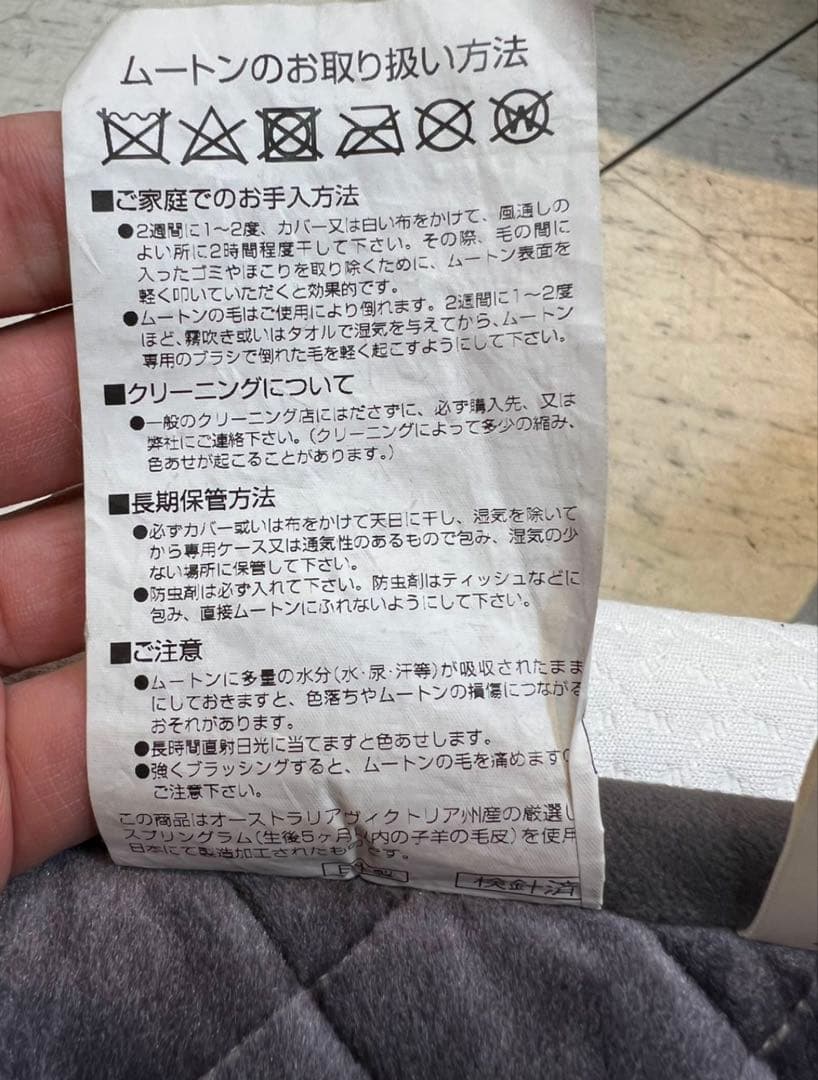 ムートンのお取り扱い方法
W
■ご家庭でのお手入方法
●2週間に1〜2度、カバー又は白い布をかけて、風通しの
よい所に2時間程度干して下さい。その際、毛の間に
入ったゴミやほこりを取り除くために、ムートン表面を
軽く叩いていただくと効果的です。
●ムートンの毛はご使用により倒れます。2週間に1〜2度
ほど、霧吹き或いはタオルで湿気を与えてから、ムートン
専用のブラシで倒れた毛を軽く起こすようにして下さい。
■クリーニングについて
●一般のクリーニング店にはださずに、必ず購入先、又は
弊社にご連絡下さい。(クリーニングによって多少の縮み、
色あせが起こることがあります。)
■長期保管方法
●必ずカバー或いは布をかけて天日に干し、湿気を除いて
から専用ケース又は通気性のあるもので包み、湿気の少
ない場所に保管して下さい。
●防虫剤は必ず入れて下さい。防虫剤はティッシュなどに
包み、直接ムートンにふれないようにして下さい。
■ご注意
●ムートンに多量の水分(水・尿・汗等)が吸収されたまま
にしておきますと、色落ちやムートンの損傷につながる
おそれがあります。
●長時間直射日光に当てますと色あせします。
●強くブラッシングすると、ムートンの毛を痛めます
ご注意下さい。
この商品はオーストラリアヴィクトリア州産の厳選し
スプリングラム(生後5ヶ月以内の子羊の毛皮)を使用
日本にて製造加工されたものです。
日本製 検針済